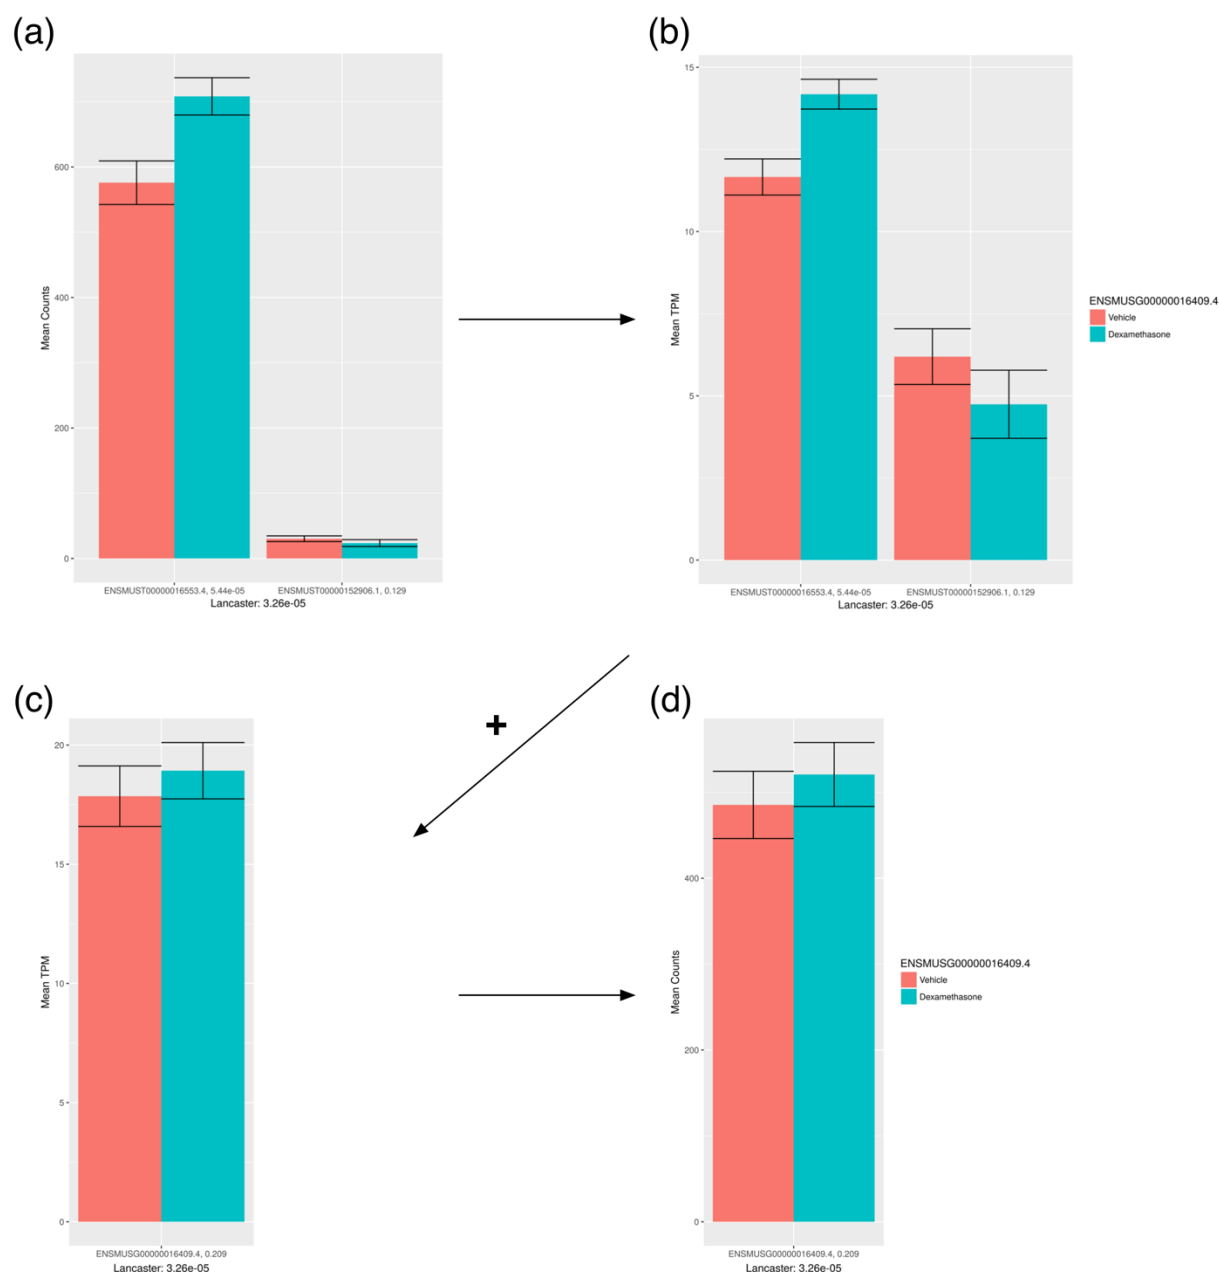 (a)
600
400
200
0
Mean Counts
ENSMUST00000016553.4, 5.44e-05
ENSMUST00000152906.1, 0.129
Lancaster: 3.26e-05
(b)
15
10
5
0
Mean TPM
ENSMUST00000016553.4, 5.44e-05
ENSMUST00000152906.1, 0.129
Lancaster: 3.26e-05
ENSMUSG00000016409.4
Vehicle
Dexamethasone
+
(c)
20
15
10
5
0
Mean TPM
ENSMUSG00000016409.4, 0.209
Lancaster: 3.26e-05
(d)
400
200
0
Mean Counts
ENSMUSG00000016409.4, 0.209
Lancaster: 3.26e-05
ENSMUSG00000016409.4
Vehicle
Dexamethasone